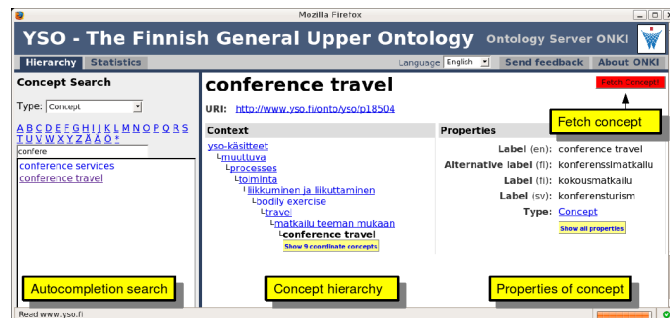 Mozilla Firefox
YSO - The Finnish General Upper Ontology
Ontology Server ONKI
Hierarchy Statistics
Language English Send feedback About ONKI
Concept Search
Type: Concept
A B C D E F G H I J K L M N O P Q R S
T U V W X Y Z Å Ä Ö *
confere
conference services
conference travel
conference travel
Fetch Concept!
URI: http://www.yso.fi/onto/yso/p18504
Fetch concept
Context
yso-käsitteet
muuttuva
processes
toiminta
liikkuminen ja liikuttaminen
bodily exercise
travel
matkailu teeman mukaan
conference travel
Show 9 coordinate concepts
Properties
Label (en): conference travel
Alternative label (fi): konferenssimatkailu
Label (fi): kokousmatkailu
Label (sv): konferensturism
Type: Concept
Show all properties
Autocompletion search
Concept hierarchy
Properties of concept
Read www.yso.fi